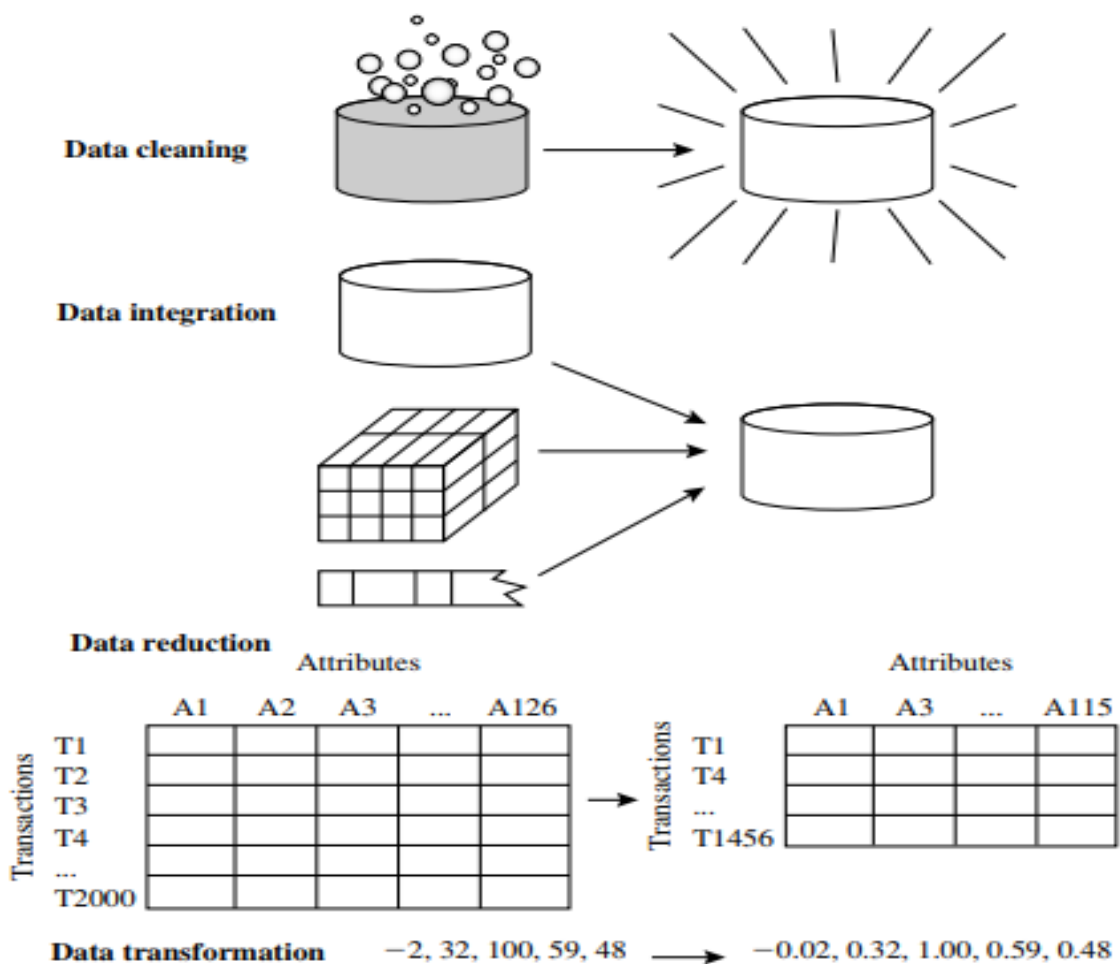 Data cleaning
Data integration
Data reduction
Attributes
A1 A2 A3 ... A126
Transactions
T1
T2
T3
T4
...
T2000
Attributes
A1 A3 ... A115
Transactions
T1
T4
...
T1456
Data transformation −2, 32, 100, 59, 48 −0.02, 0.32, 1.00, 0.59, 0.48